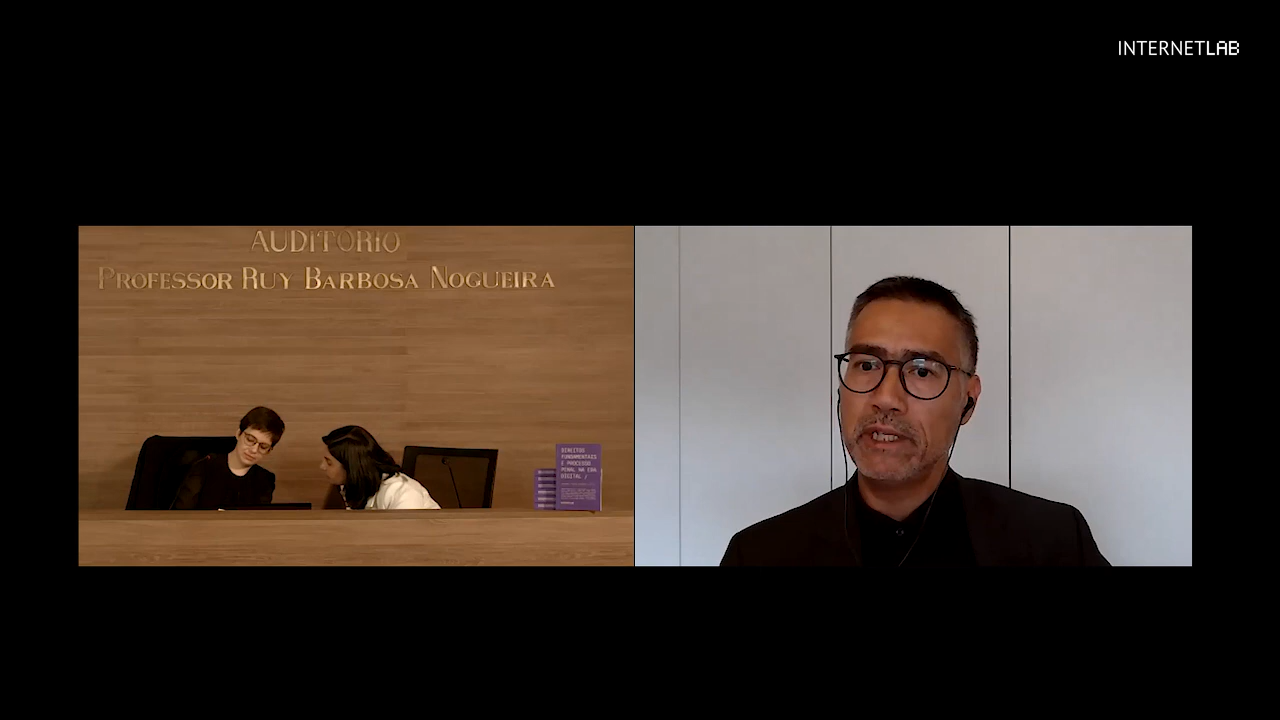 INTERNETLAB
AUDITÓRIO
PROFESSOR RUY BARBOSA NOGUEIRA
DIREITOS
FUNDAMENTAIS
E PROCESSO
PENAL NA ERA
DIGITAL /